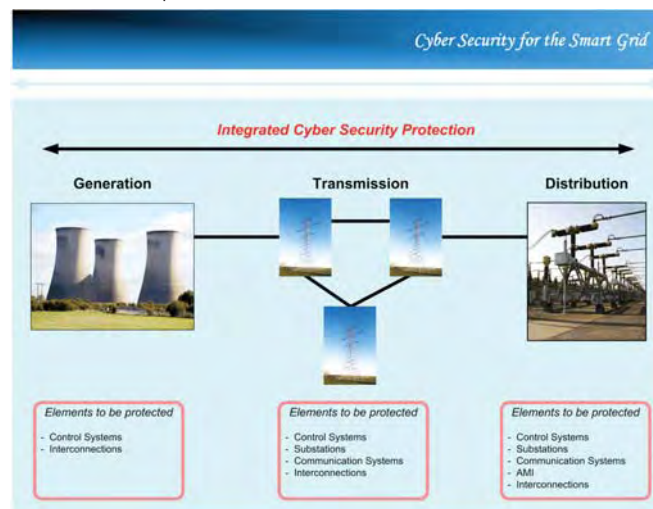 Cyber Security for the Smart Grid
Integrated Cyber Security Protection
Generation
Transmission
Distribution
Elements to be protected
- Control Systems
- Interconnections
Elements to be protected
- Control Systems
- Substations
- Communication Systems
- Interconnections
Elements to be protected
- Control Systems
- Substations
- Communication Systems
- AMI
- Interconnections